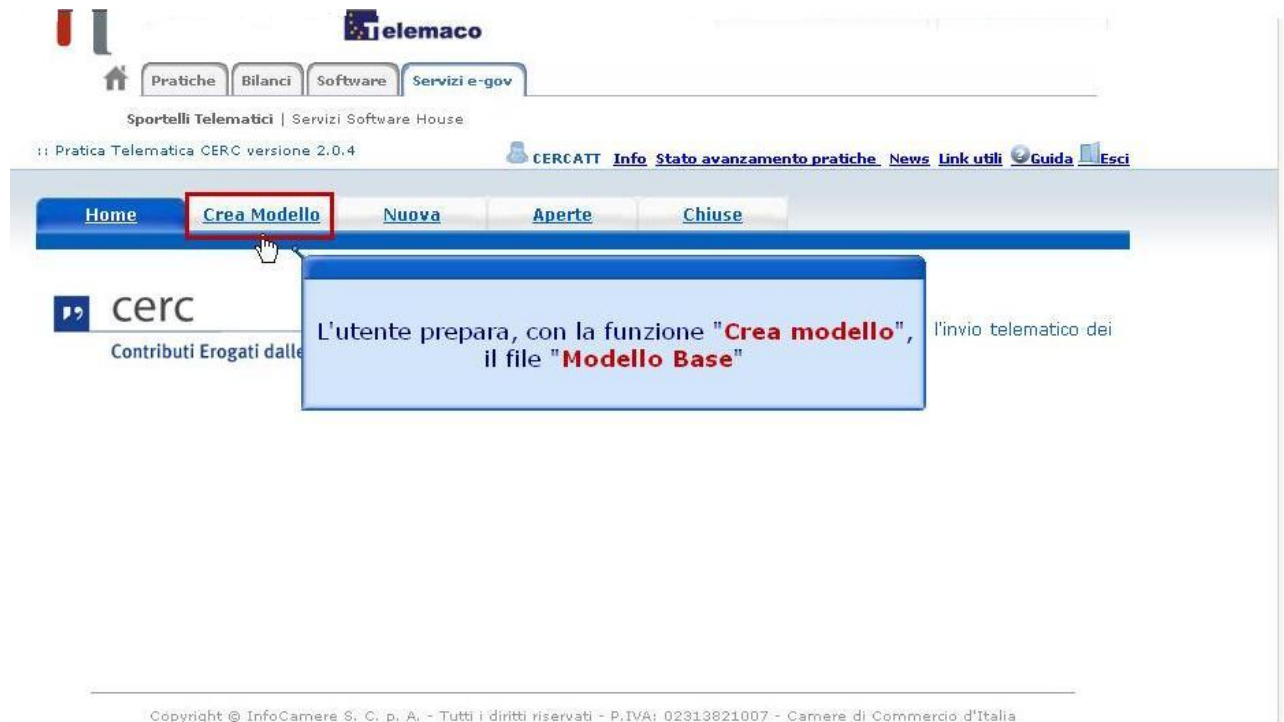 Telemaco
Pratiche Bilanci Software Servizi e-gov
Sportelli Telematici | Servizi Software House
:: Pratica Telematica CERC versione 2.0.4 CERCATT Info Stato avanzamento pratiche News Link utili Guida Esci
Home Crea Modello Nuova Aperte Chiuse
cerc
Contributi Erogati dalle
L'utente prepara, con la funzione "Crea modello",
il file "Modello Base"
l'invio telematico dei
Copyright © InfoCamere S. C. p. A. - Tutti i diritti riservati - P.IVA: 02313821007 - Camere di Commercio d'Italia